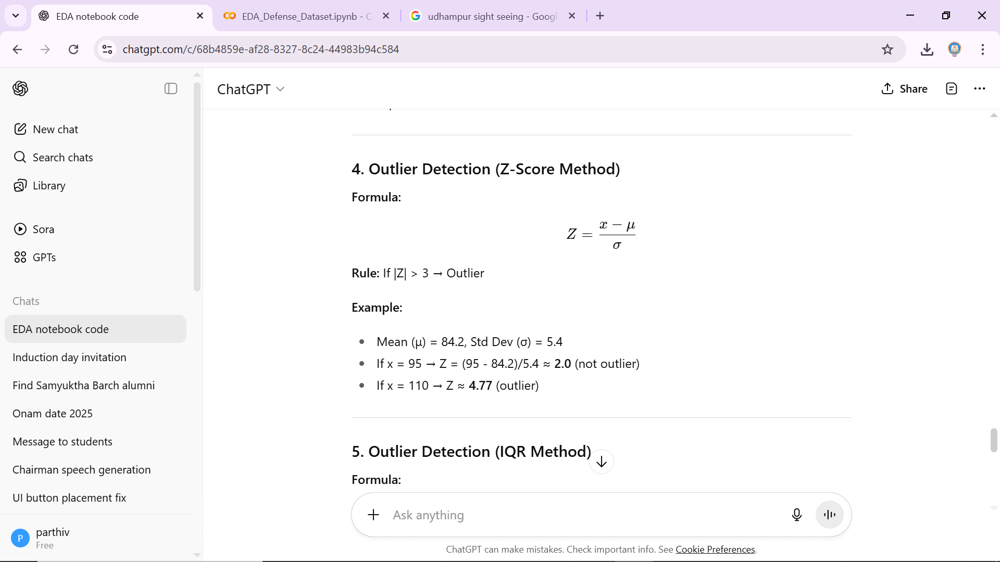 EDA notebook code
EDA_Defense_Dataset.ipynb - C
udhampur sight seeing - Googl
chatgpt.com/c/68b4859e-af28-8327-8c24-44983b94c584
ChatGPT
Share
New chat
Search chats
Library
Sora
GPTs
Chats
EDA notebook code
Induction day invitation
Find Samyuktha Barch alumni
Onam date 2025
Message to students
Chairman speech generation
UI button placement fix
P
parthiv
Free
4. Outlier Detection (Z-Score Method)
Formula:
Z = x − μ / σ
Rule: If |Z| > 3 → Outlier
Example:
• Mean (μ) = 84.2, Std Dev (σ) = 5.4
• If x = 95 → Z = (95 - 84.2)/5.4 ≈ 2.0 (not outlier)
• If x = 110 → Z ≈ 4.77 (outlier)
5. Outlier Detection (IQR Method)
Formula:
Ask anything
ChatGPT can make mistakes. Check important info. See Cookie Preferences.